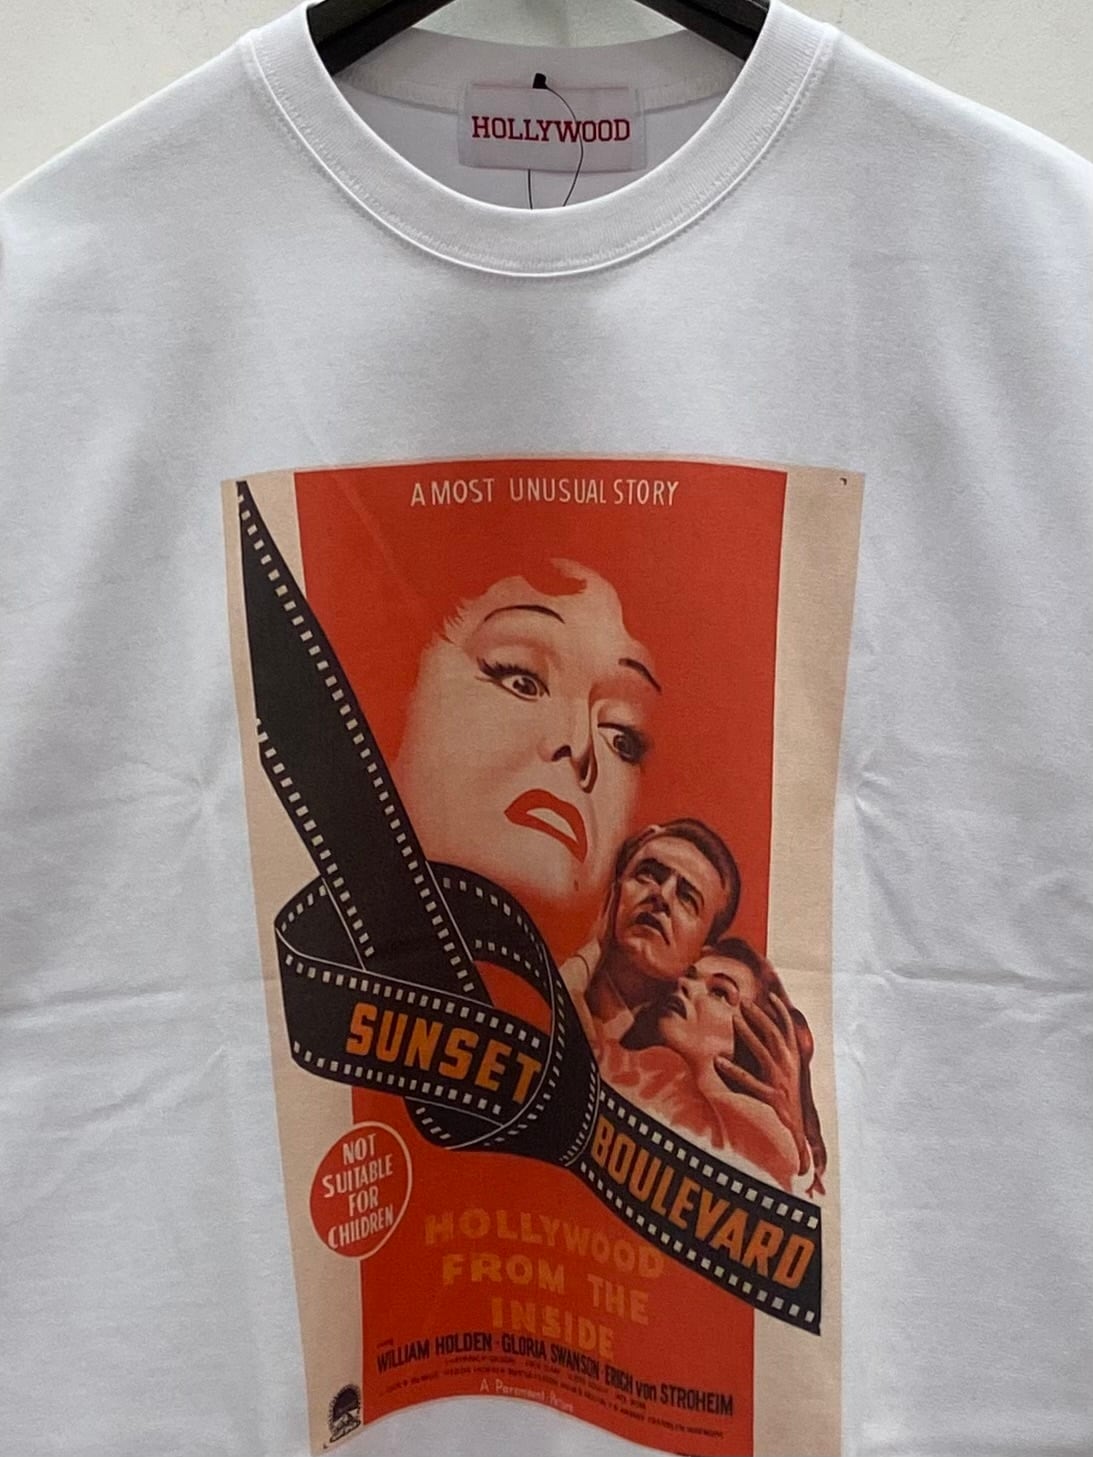 HOLLYWOOD
A MOST UNUSUAL STORY
SUNSET
BOULEVARD
NOT
SUITABLE
FOR
CHILDREN
HOLLYWOOD
FROM THE
INSIDE
WILLIAM HOLDEN · GLORIA SWANSON · ERICH von STROHEIM
A Paramount Picture